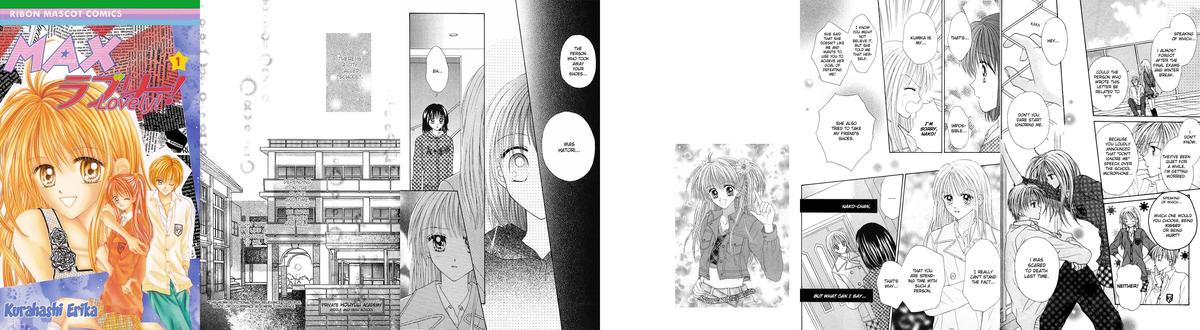 RIBON MASCOT COMICS
MAX
ラブリー!
Lovely!
1
Kurahashi Erika
THERE IS
A CITY
CALLED
PRIVATE HOUYUU ACADEMY
MIDDLE AND HIGH SCHOOL
EH...
THE
PERSON
WHO TOOK
AWAY
YOUR
SHOES...
WAS
HATORI...
I KNOW
YOU MIGHT
NOT
BELIEVE IT,
BUT SHE
TOLD ME
THAT HER-
SELF.
SHE SAID
THAT SHE
DOESN'T LIKE
ME AND
WANTS TO
USE YOU TO
ACHIEVE HER
GOAL OF
DEFEATING
ME!
SHE ALSO
TRIED TO TAKE
MY FRIEND'S
SHOES.
THAT'S...
KUMIKA
IS MY...
IMPOS-
SIBLE...
I'M
SORRY,
NAKO!
NAKO-CHAN,
BUT WHAT CAN I SAY...
...
I REALLY
CAN'T STAND
THE FACT...
THAT YOU
ARE SPEND-
ING TIME WITH
SUCH A
PERSON.
THAT'S
WHY...
KAKA
HEY...
DON'T YOU
DARE START
IGNORING ME.
I WAS
SCARED TO
DEATH LAST
TIME.
SPEAKING
OF WHICH...
I ALMOST
FORGOT
AFTER THE
FINAL EXAMS
AND WINTER
BREAK.
COULD THE
PERSON WHO
WROTE THIS
LETTER BE
RELATED TO
"F"?
BECAUSE
YOU LOUDLY
ANNOUNCED
THAT "DON'T
IGNORE ME"
SPEECH OVER
THE SCHOOL
MICROPHONE...
THEY'VE BEEN
QUIET FOR
A WHILE,
I'M GETTING
WORRIED.
SPEAKING
OF WHICH...
WHICH ONE
WOULD YOU
CHOOSE, BEING
KISSED
OR BEING
HURT?
NEITHER!